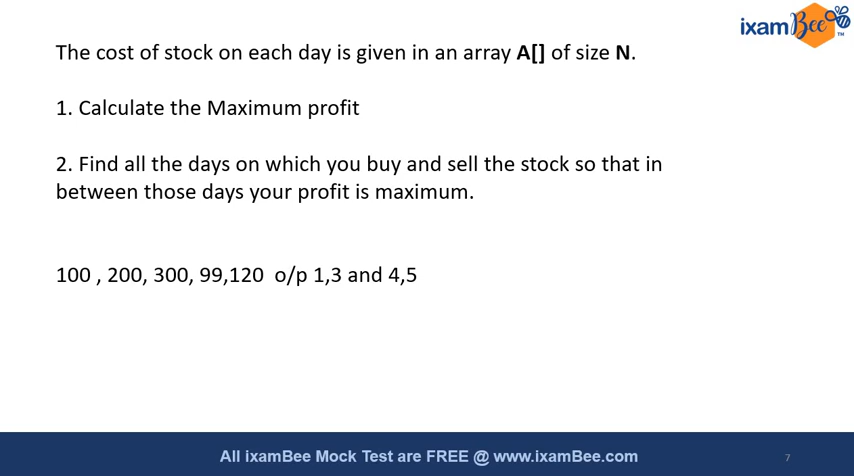 ixamBee
TM
The cost of stock on each day is given in an array A[] of size N.
1. Calculate the Maximum profit
2. Find all the days on which you buy and sell the stock so that in
between those days your profit is maximum.
100 , 200, 300, 99,120  o/p 1,3 and 4,5
All ixamBee Mock Test are FREE @ www.ixamBee.com
7